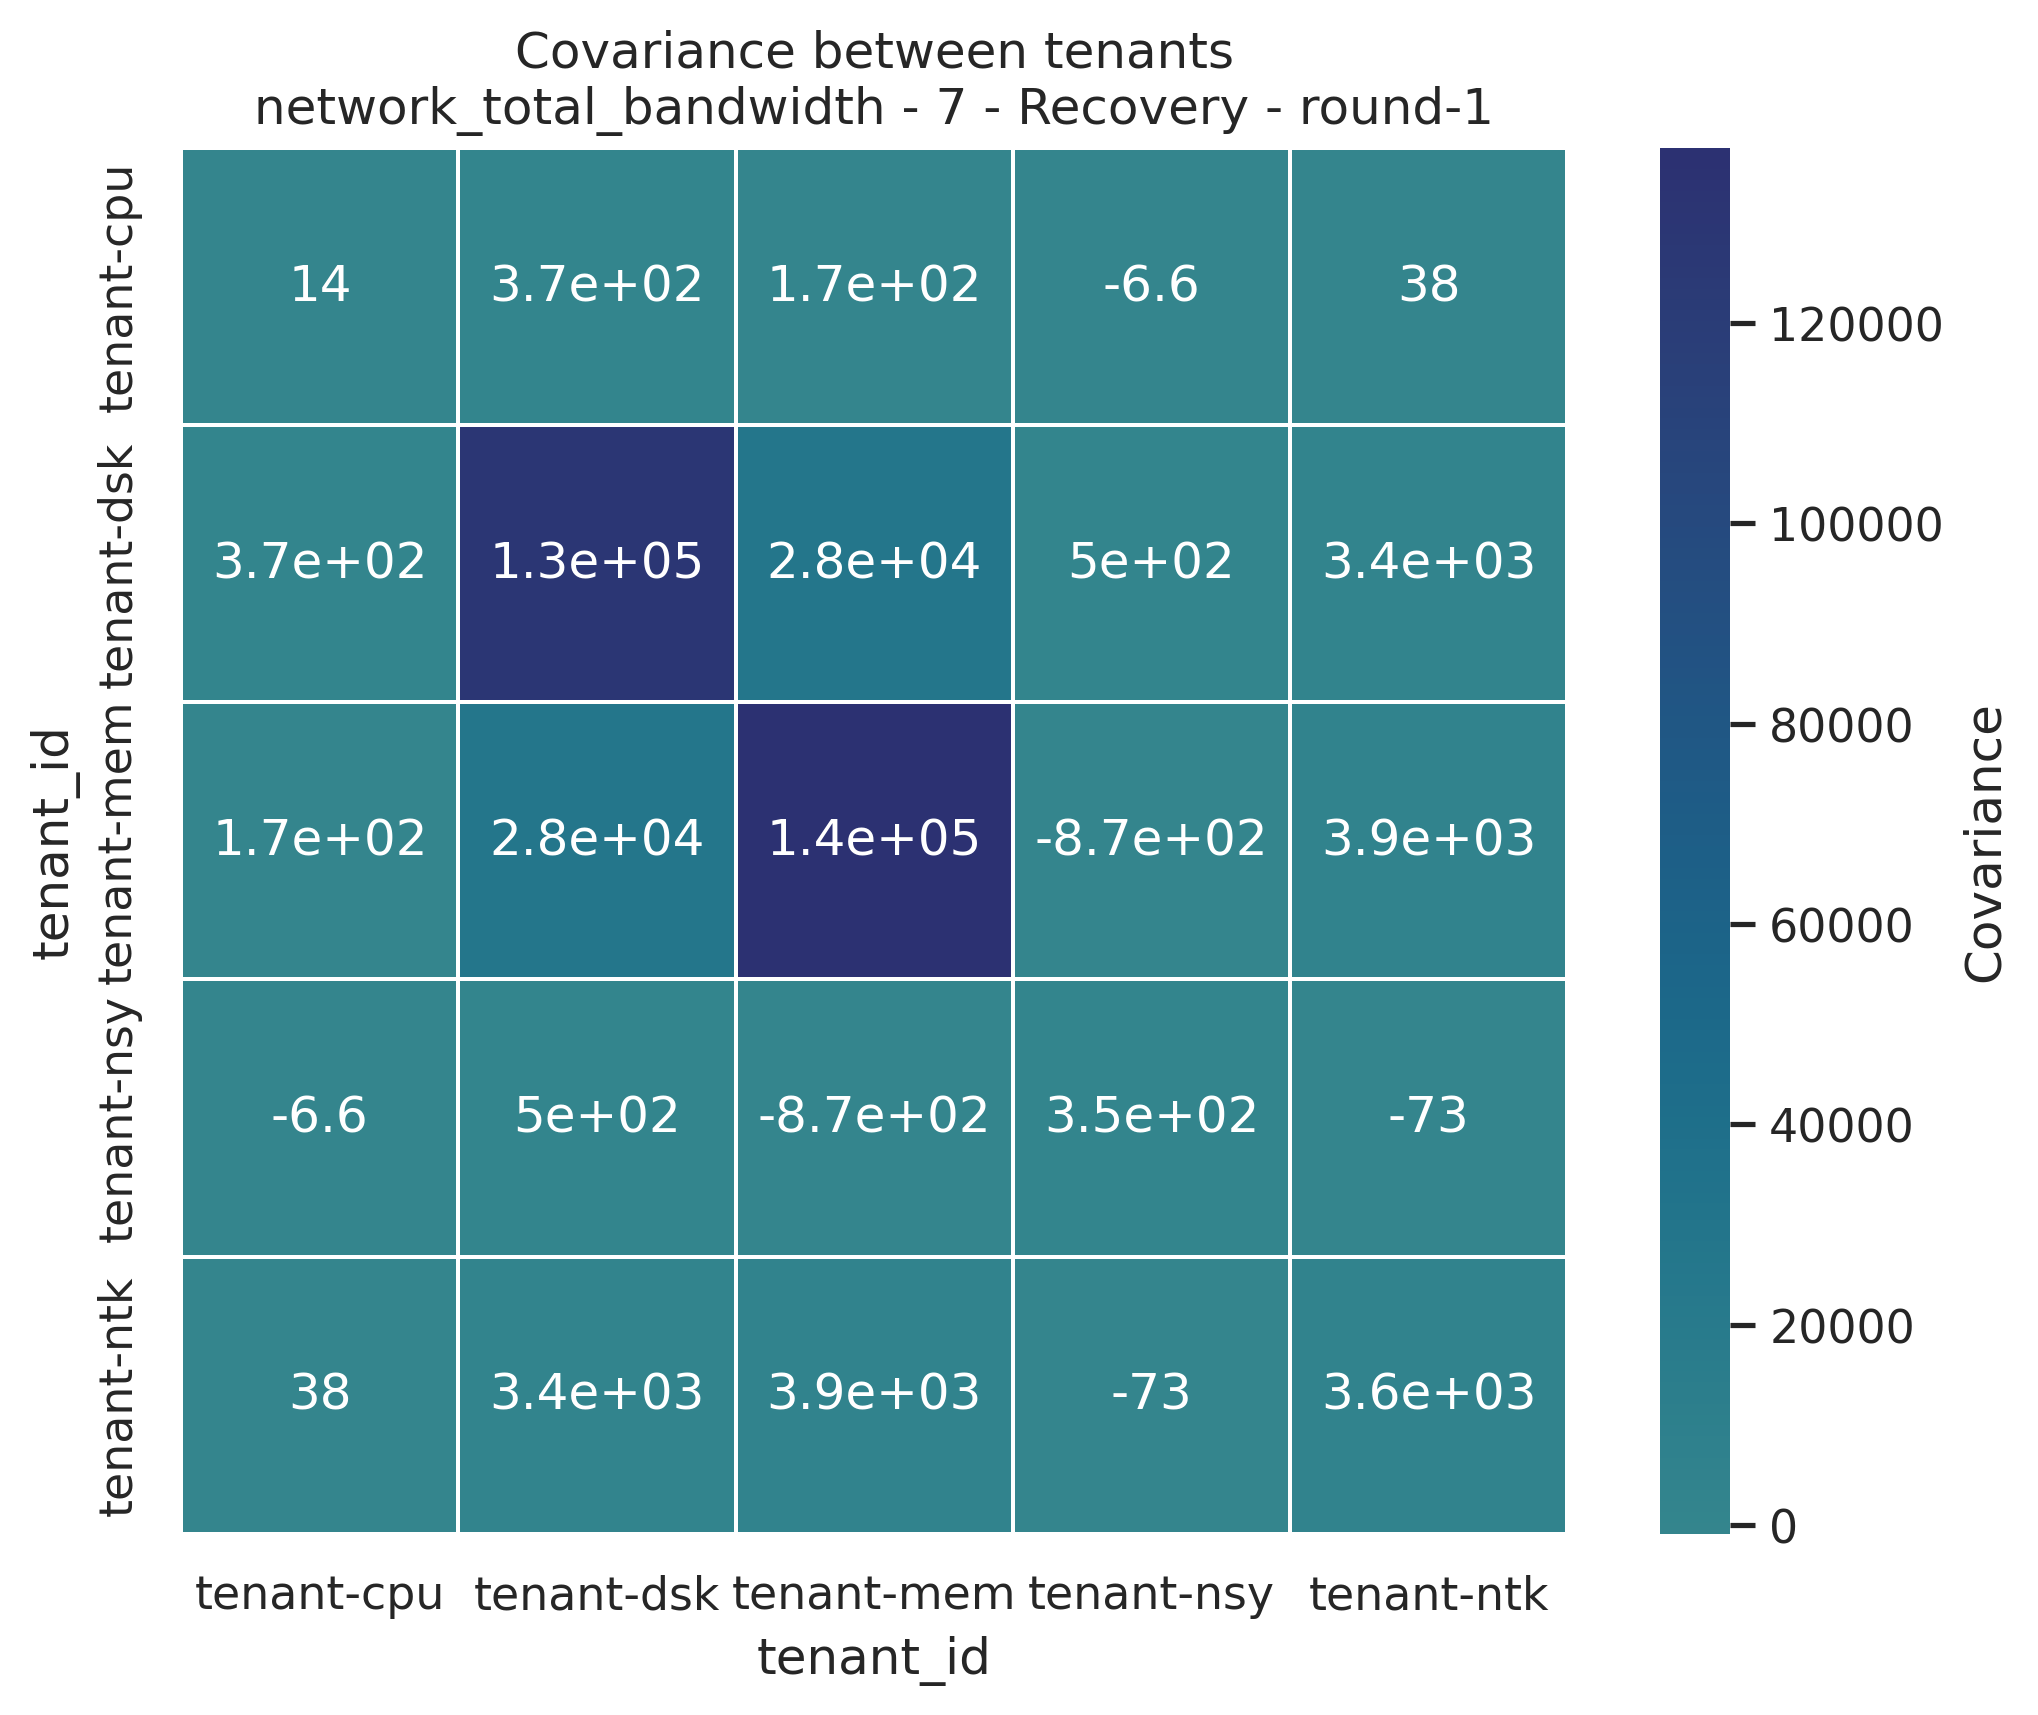 Covariance between tenants
network_total_bandwidth - 7 - Recovery - round-1
tenant_id
tenant-cpu
14
3.7e+02
1.7e+02
-6.6
38
tenant-dsk
3.7e+02
1.3e+05
2.8e+04
5e+02
3.4e+03
tenant-mem
1.7e+02
2.8e+04
1.4e+05
-8.7e+02
3.9e+03
tenant-nsy
-6.6
5e+02
-8.7e+02
3.5e+02
-73
tenant-ntk
38
3.4e+03
3.9e+03
-73
3.6e+03
tenant-cpu
tenant-dsk
tenant-mem
tenant-nsy
tenant-ntk
tenant_id
120000
100000
80000
60000
40000
20000
0
Covariance